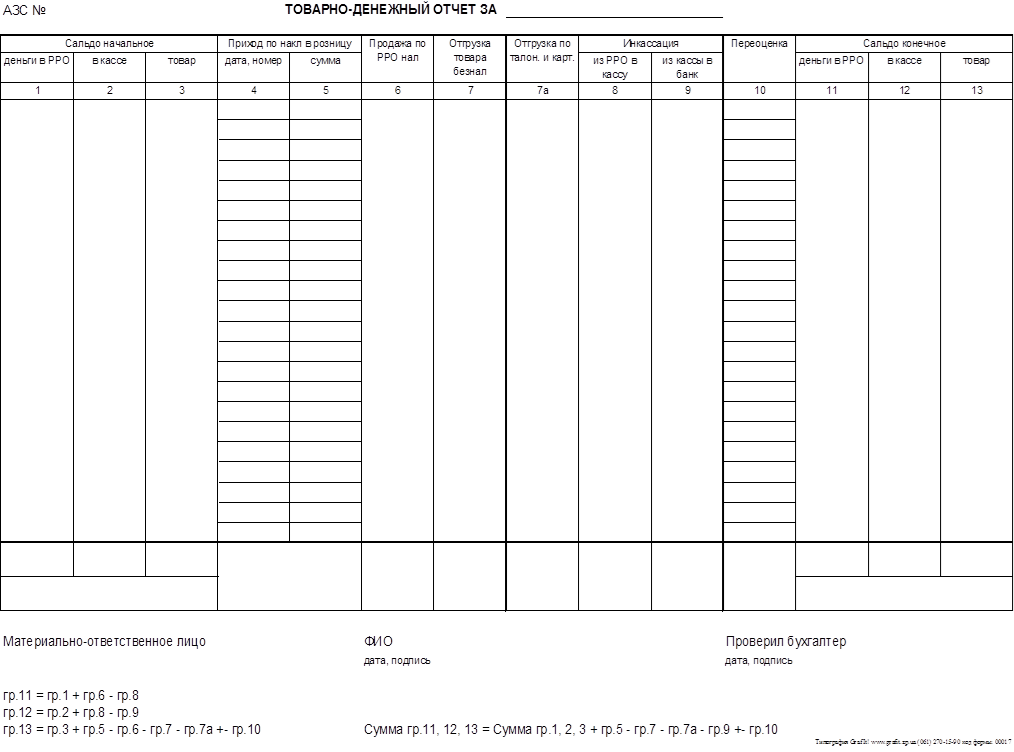 АЗС №
ТОВАРНО-ДЕНЕЖНЫЙ ОТЧЕТ ЗА
Сальдо начальное
Приход по накл в розницу
Продажа по РРО нал
Отгрузка товара безнал
Отгрузка по талон. и карт.
Инкассация
Переоценка
Сальдо конечное
деньги в РРО
в кассе
товар
дата, номер
сумма
из РРО в кассу
из кассы в банк
деньги в РРО
в кассе
товар
1 2 3 4 5 6 7 7а 8 9 10 11 12 13
Материально-ответственное лицо
ФИО
Проверил бухгалтер
дата, подпись
дата, подпись
гр.11 = гр.1 + гр.6 - гр.8
гр.12 = гр.2 + гр.8 - гр.9
гр.13 = гр.3 + гр.5 - гр.6 - гр.7 - гр.7а +- гр.10
Сумма гр.11, 12, 13 = Сумма гр.1, 2, 3 + гр.5 - гр.7 - гр.7а - гр.9 +- гр.10
Типография Grafit! www.grafit.zp.ua (061) 270-15-90 код формы: 00017